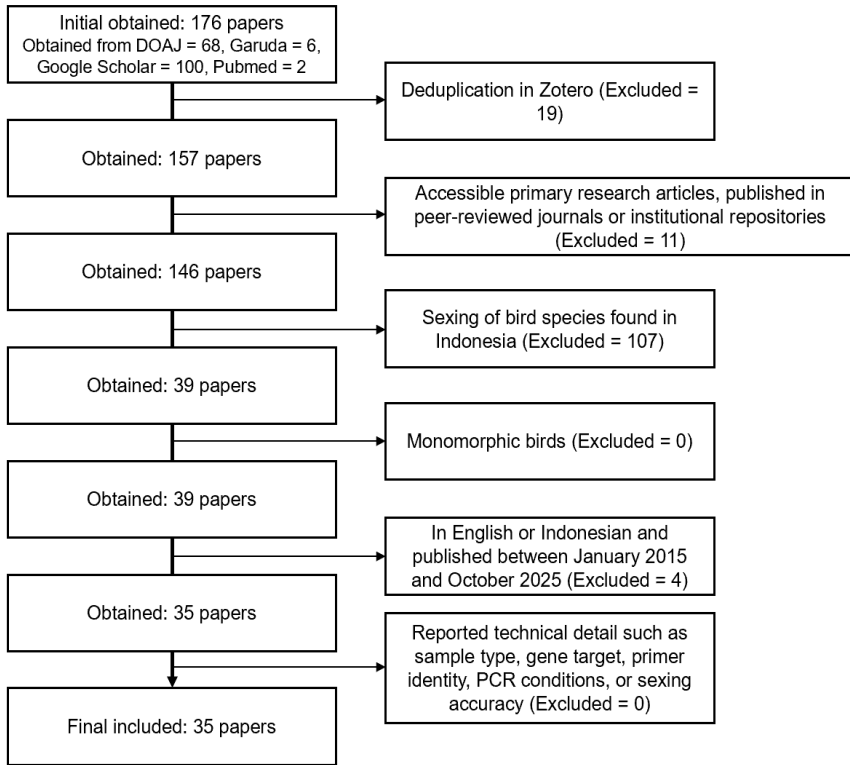 Initial obtained: 176 papers
Obtained from DOAJ = 68, Garuda = 6,
Google Scholar = 100, Pubmed = 2
Deduplication in Zotero (Excluded =
19)
Obtained: 157 papers
Accessible primary research articles, published in
peer-reviewed journals or institutional repositories
(Excluded = 11)
Obtained: 146 papers
Sexing of bird species found in
Indonesia (Excluded = 107)
Obtained: 39 papers
Monomorphic birds (Excluded = 0)
Obtained: 39 papers
In English or Indonesian and
published between January 2015
and October 2025 (Excluded = 4)
Obtained: 35 papers
Reported technical detail such as
sample type, gene target, primer
identity, PCR conditions, or sexing
accuracy (Excluded = 0)
Final included: 35 papers